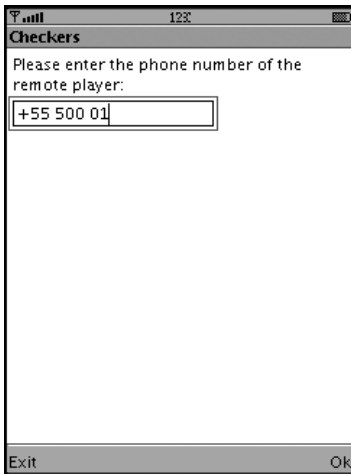 123
Checkers
Please enter the phone number of the
remote player:
+55 500 01
Exit
Ok